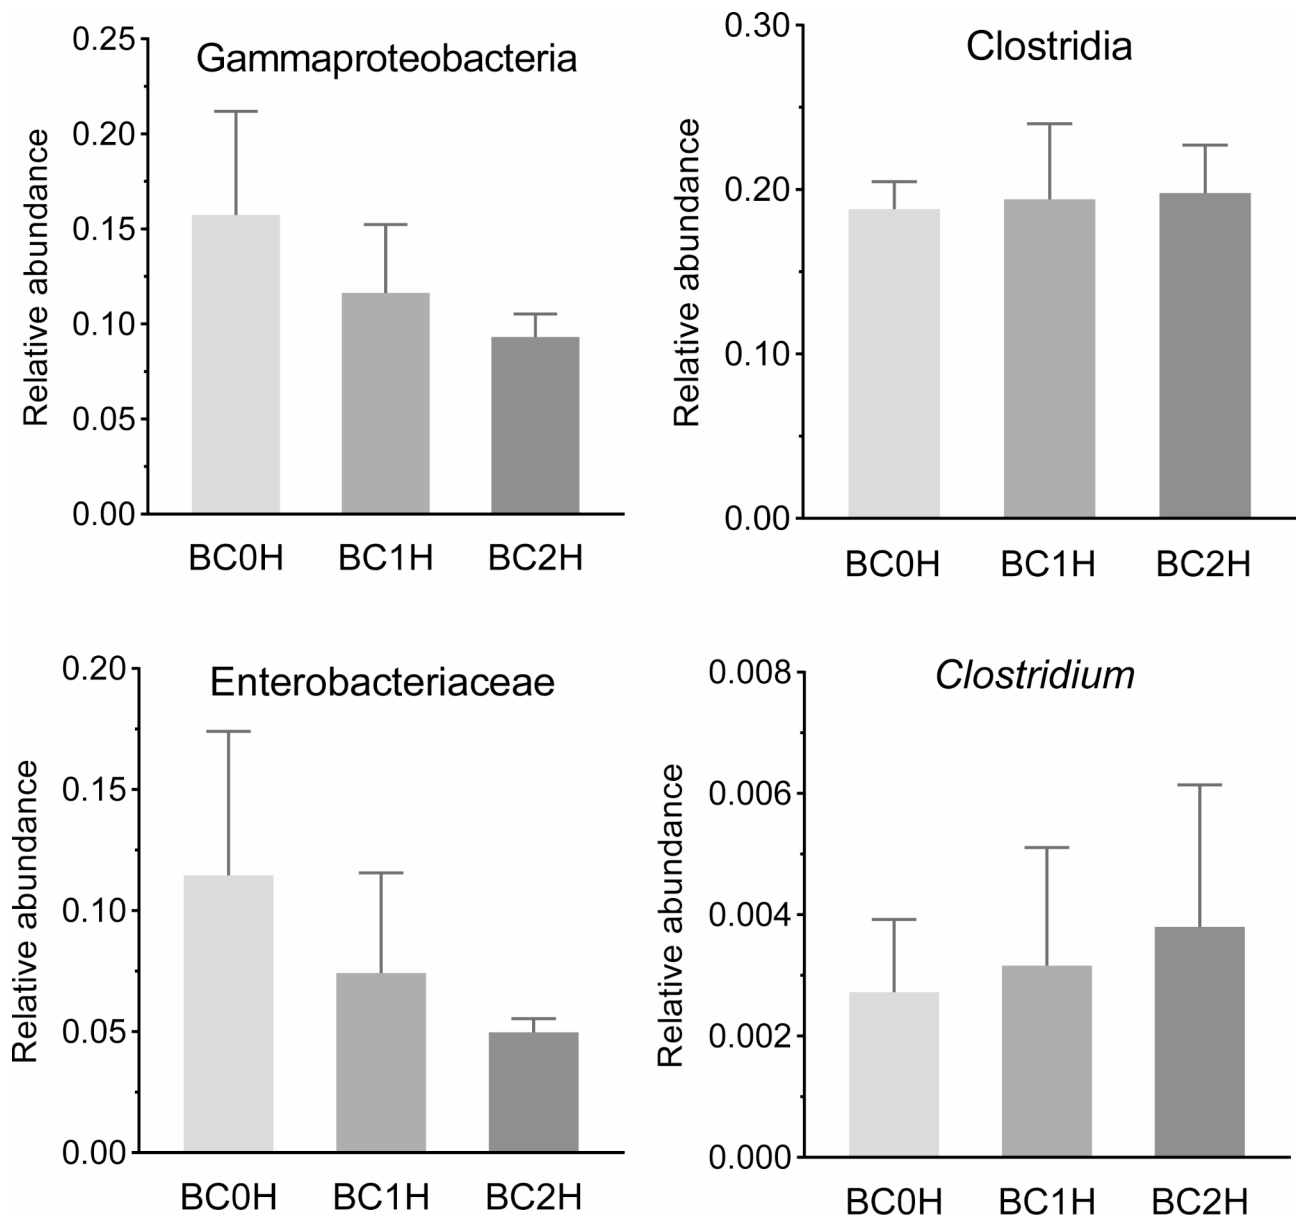 Gammaproteobacteria
Relative abundance
0.25
0.20
0.15
0.10
0.05
0.00
BC0H BC1H BC2H
Clostridia
Relative abundance
0.30
0.20
0.10
0.00
BC0H BC1H BC2H
Enterobacteriaceae
Relative abundance
0.20
0.15
0.10
0.05
0.00
BC0H BC1H BC2H
Clostridium
Relative abundance
0.008
0.006
0.004
0.002
0.000
BC0H BC1H BC2H